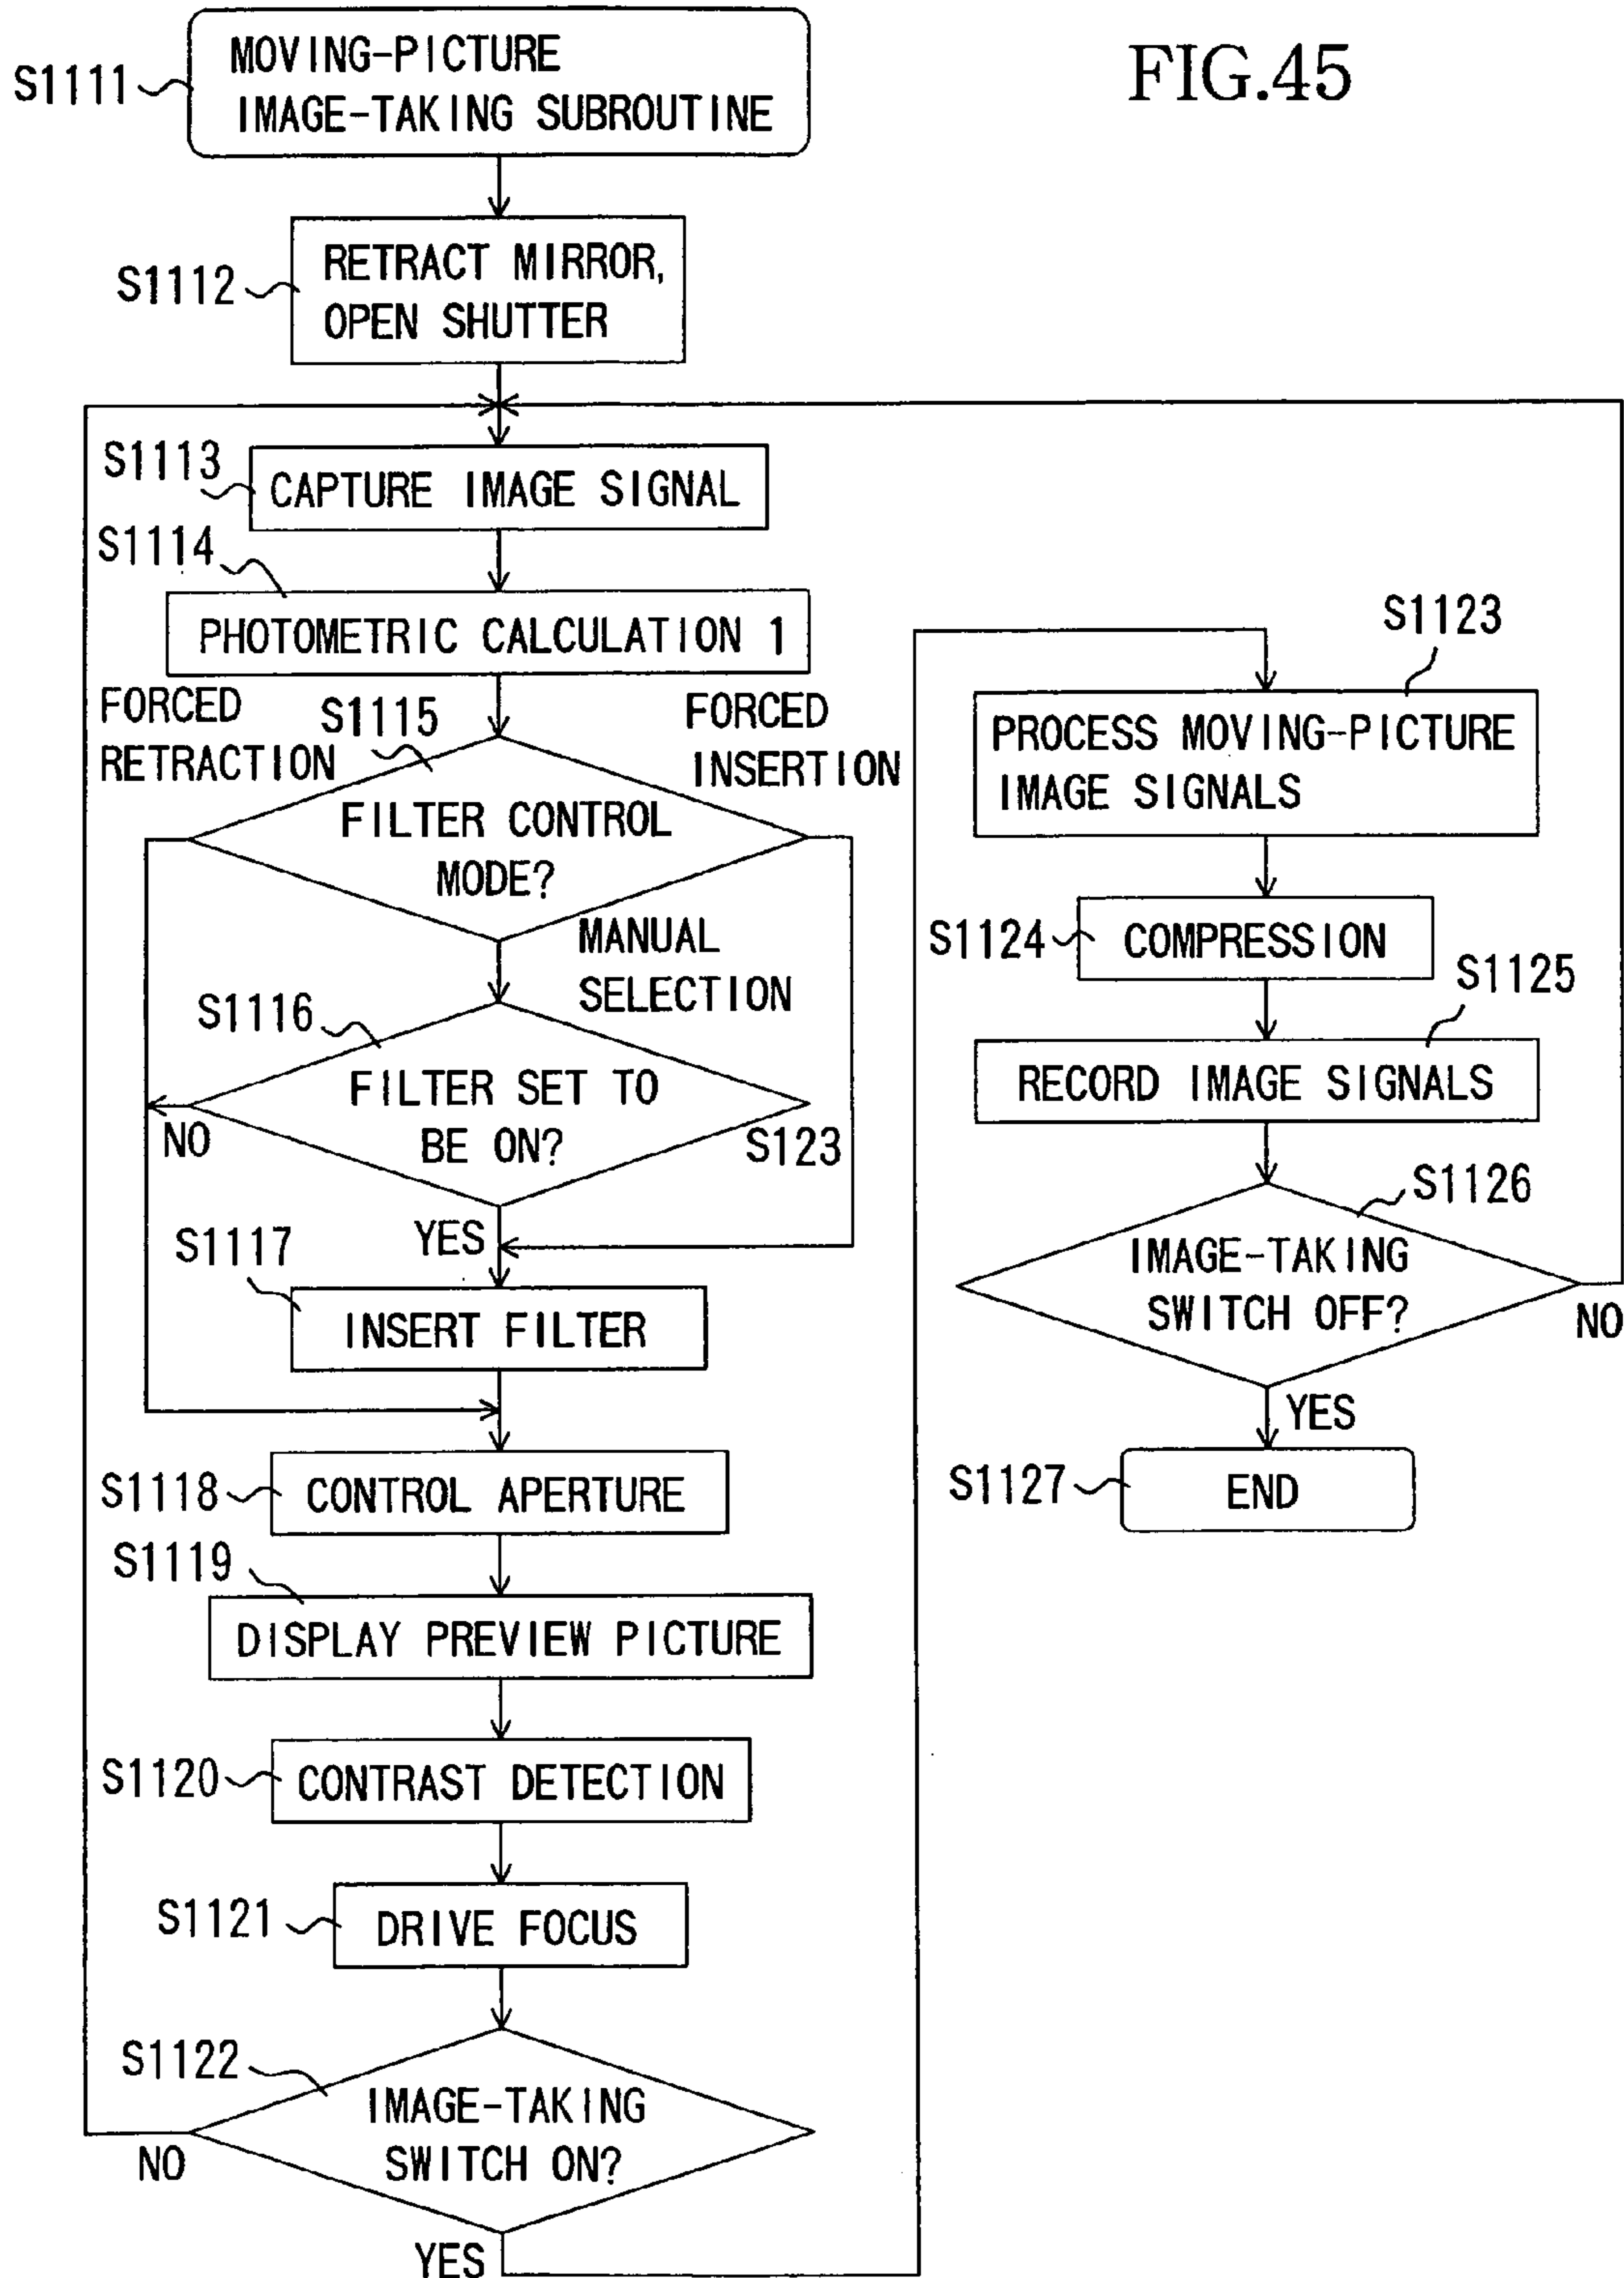 FIG.45
S1111
MOVING-PICTURE
IMAGE-TAKING SUBROUTINE
S1112
RETRACT MIRROR,
OPEN SHUTTER
S1113
CAPTURE IMAGE SIGNAL
S1114
PHOTOMETRIC CALCULATION 1
FORCED
RETRACTION
S1115
FORCED
INSERTION
FILTER CONTROL
MODE?
MANUAL
SELECTION
S1116
FILTER SET TO
BE ON?
NO
S123
YES
S1117
INSERT FILTER
S1118
CONTROL APERTURE
S1119
DISPLAY PREVIEW PICTURE
S1120
CONTRAST DETECTION
S1121
DRIVE FOCUS
S1122
IMAGE-TAKING
SWITCH ON?
NO
YES
S1123
PROCESS MOVING-PICTURE
IMAGE SIGNALS
S1124
COMPRESSION
S1125
RECORD IMAGE SIGNALS
S1126
IMAGE-TAKING
SWITCH OFF?
NO
YES
S1127
END